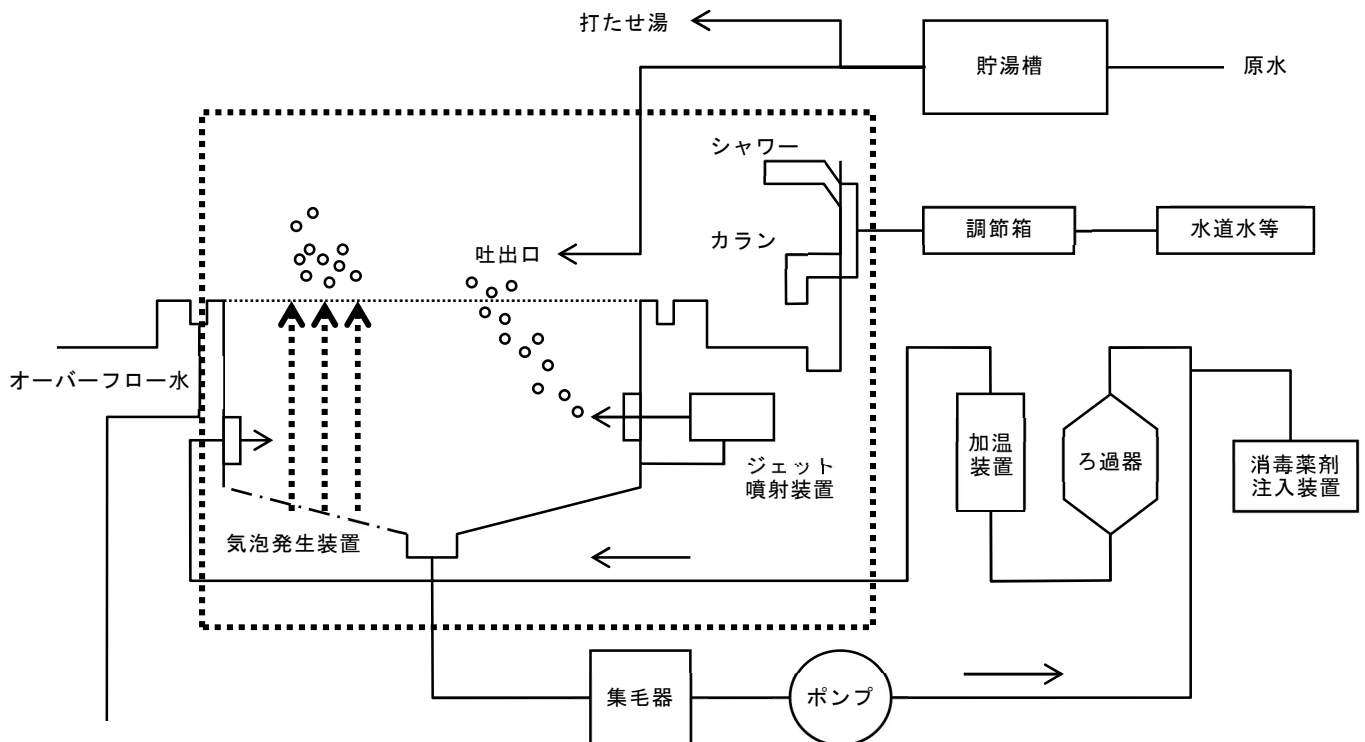 打たせ湯
貯湯槽
原水
シャワー
カラン
調節箱
水道水等
吐出口
オーバーフロー水
ジェット
噴射装置
加温
装置
ろ過器
消毒薬剤
注入装置
気泡発生装置
集毛器
ポンプ